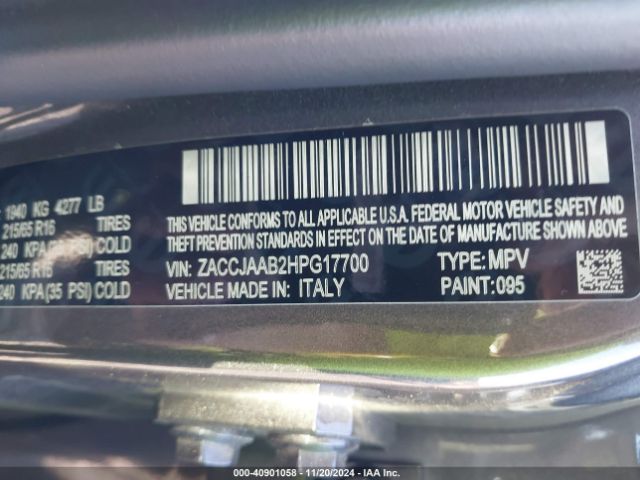 1940 KG 4277 LB
215/65 R16 TIRES
240 KPA(35 PSI) COLD
215/65 R16 TIRES
240 KPA(35 PSI) COLD
THIS VEHICLE CONFORMS TO ALL APPLICABLE U.S.A. FEDERAL MOTOR VEHICLE SAFETY AND
THEFT PREVENTION STANDARDS IN EFFECT ON THE DATE OF MANUFACTURE SHOWN ABOVE.
VIN: ZACCJAAB2HPG17700 TYPE: MPV
VEHICLE MADE IN: ITALY PAINT: 095
000-40901058 - 11/20/2024 - IAA Inc.